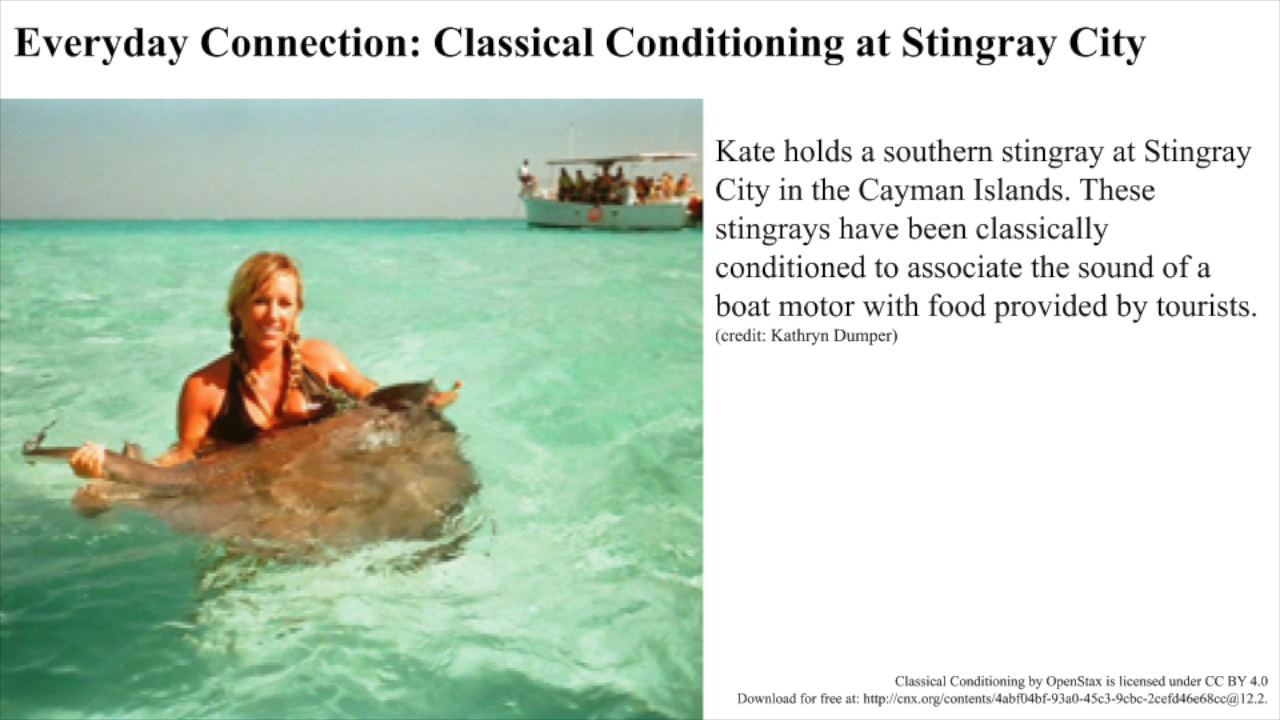 Everyday Connection: Classical Conditioning at Stingray City
Kate holds a southern stingray at Stingray
City in the Cayman Islands. These
stingrays have been classically
conditioned to associate the sound of a
boat motor with food provided by tourists.
(credit: Kathryn Dumper)
Classical Conditioning by OpenStax is licensed under CC BY 4.0
Download for free at: http://cnx.org/contents/4abf04bf-93a0-45c3-9cbc-2cefd46e68cc@12.2.